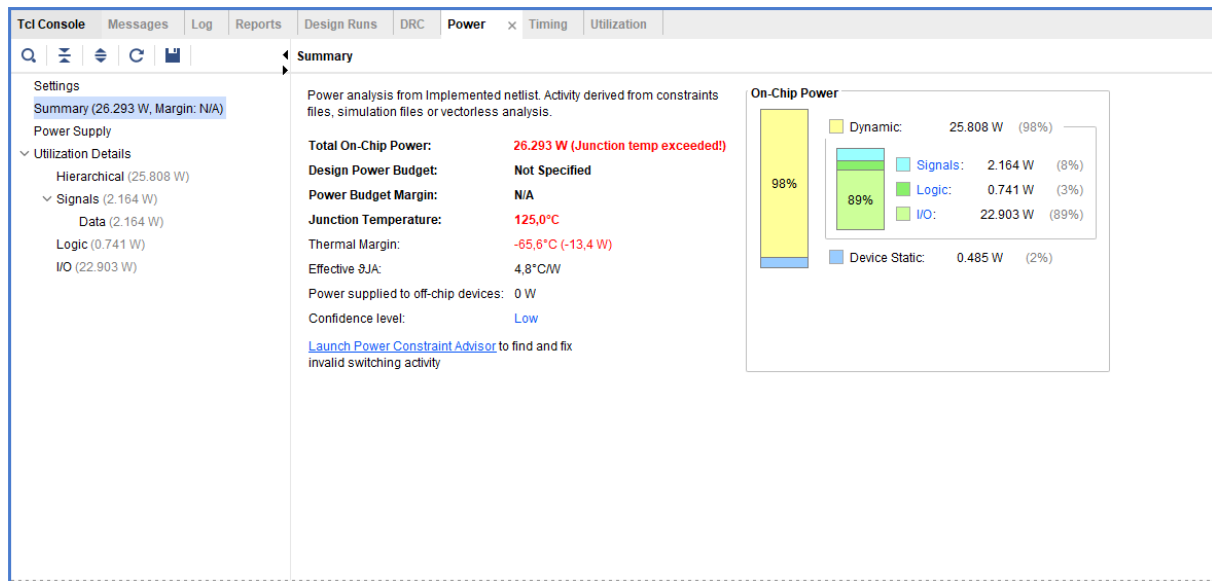 Tcl Console Messages Log Reports Design Runs DRC Power × Timing Utilization
Summary
Settings
Summary (26.293 W, Margin: N/A)
Power Supply
Utilization Details
Hierarchical (25.808 W)
Signals (2.164 W)
Data (2.164 W)
Logic (0.741 W)
I/O (22.903 W)
Power analysis from Implemented netlist. Activity derived from constraints
files, simulation files or vectorless analysis.
Total On-Chip Power: 26.293 W (Junction temp exceeded!)
Design Power Budget: Not Specified
Power Budget Margin: N/A
Junction Temperature: 125,0°C
Thermal Margin: -65,6°C (-13,4 W)
Effective ϑJA: 4,8°C/W
Power supplied to off-chip devices: 0 W
Confidence level: Low
Launch Power Constraint Advisor to find and fix
invalid switching activity
On-Chip Power
98%
Dynamic: 25.808 W (98%)
89%
Signals: 2.164 W (8%)
Logic: 0.741 W (3%)
I/O: 22.903 W (89%)
Device Static: 0.485 W (2%)